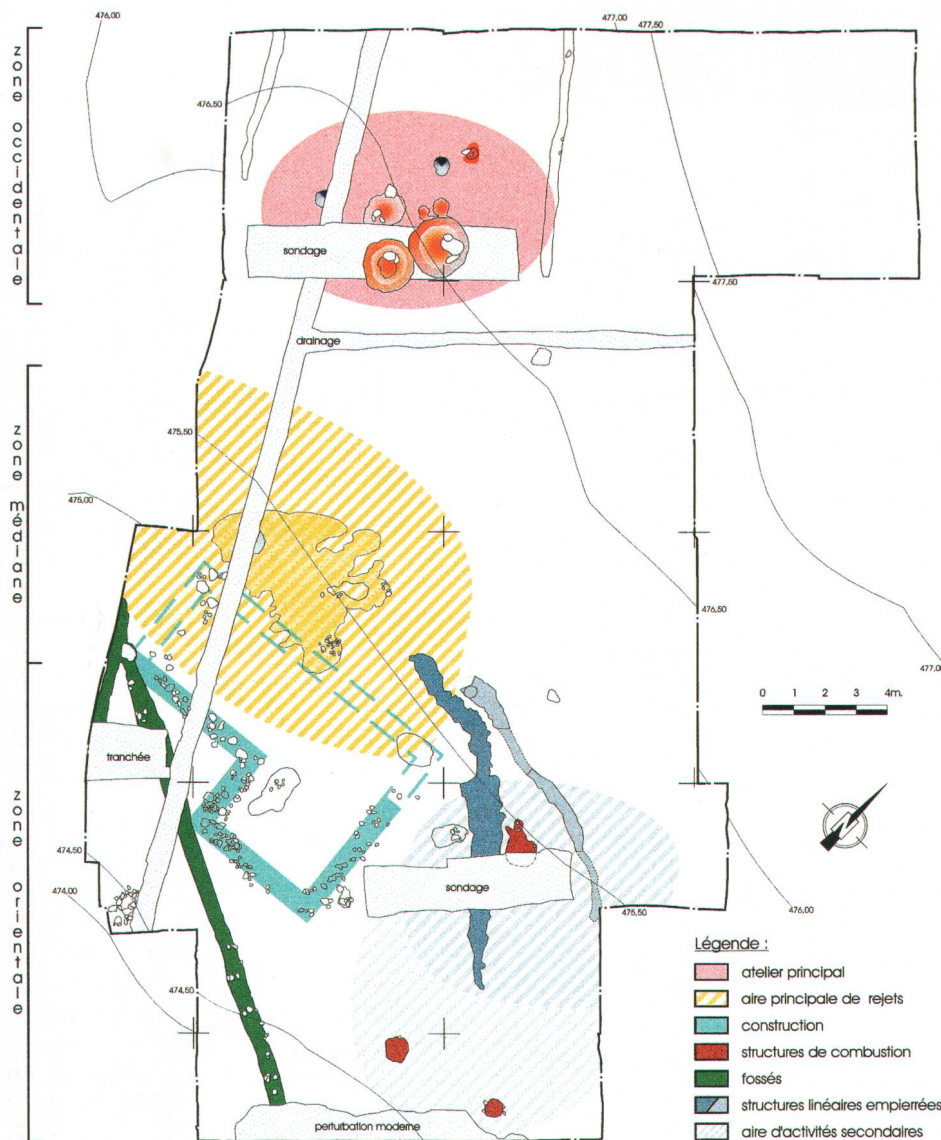 476,00
477,00
477,50
zone occidentale
476,50
sondage
477,50
drainage
zone médiane
475,50
475,00
476,50
477,0
0 1 2 3 4m.
tranchée
zone orientale
474,50
474,00
sondage
475,50
476,00
474,50
Légende :
atelier principal
aire principale de rejets
construction
structures de combustion
fossés
structures linéaires empierrées
aire d'activités secondaires
perturbation moderne